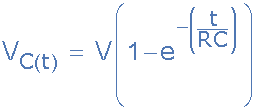 V_C(t) = V(1−e^−(t/RC))